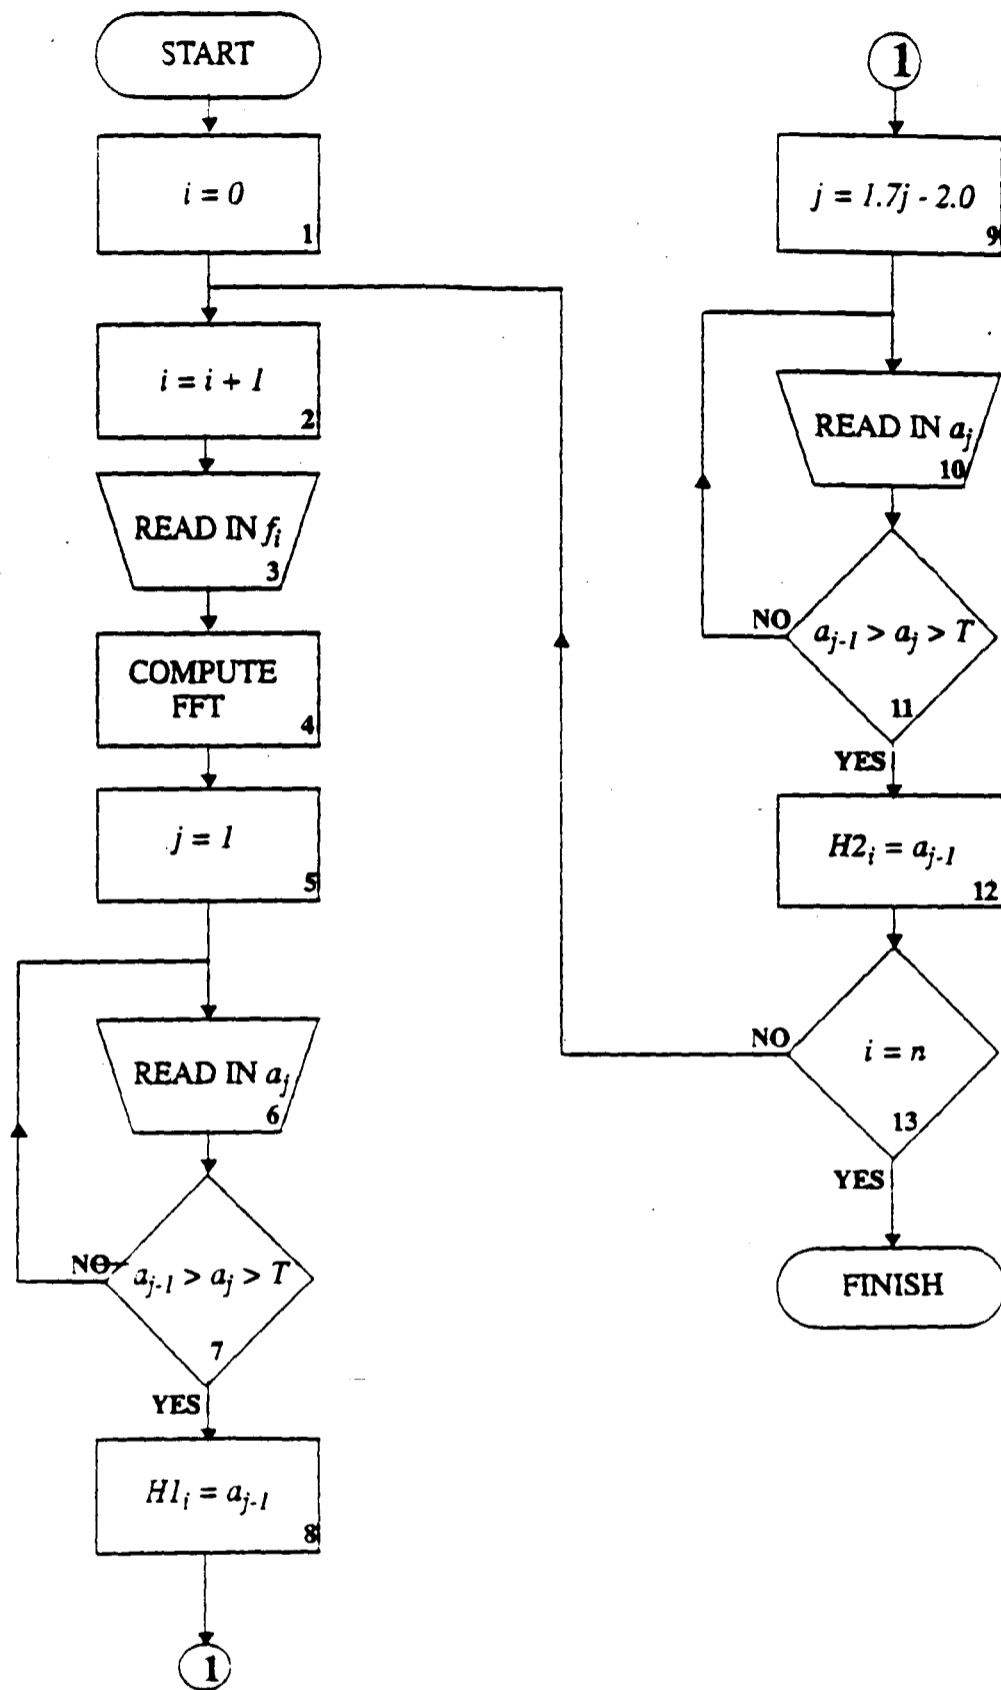 START
i = 0
1
i = i + 1
2
READ IN f_i
3
COMPUTE
FFT
4
j = 1
5
READ IN a_j
6
NO
a_{j-1} > a_j > T
7
YES
H1_i = a_{j-1}
8
1
1
j = 1.7j - 2.0
9
READ IN a_j
10
NO
a_{j-1} > a_j > T
11
YES
H2_i = a_{j-1}
12
NO
i = n
13
YES
FINISH